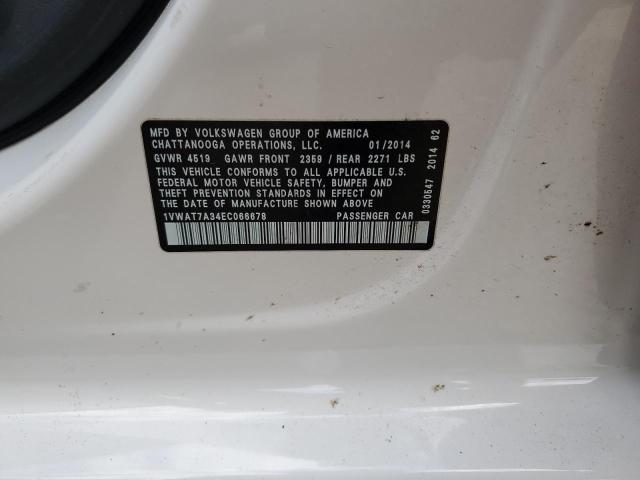 MFD BY VOLKSWAGEN GROUP OF AMERICA
CHATTANOOGA OPERATIONS, LLC. 01/2014
GVWR 4519 GAWR FRONT 2359 / REAR 2271 LBS
THIS VEHICLE CONFORMS TO ALL APPLICABLE U.S.
FEDERAL MOTOR VEHICLE SAFETY, BUMPER AND
THEFT PREVENTION STANDARDS IN EFFECT ON
THE DATE OF MANUFACTURE SHOWN ABOVE.
1VWAT7A34EC066678 PASSENGER CAR
0330547 2014 62